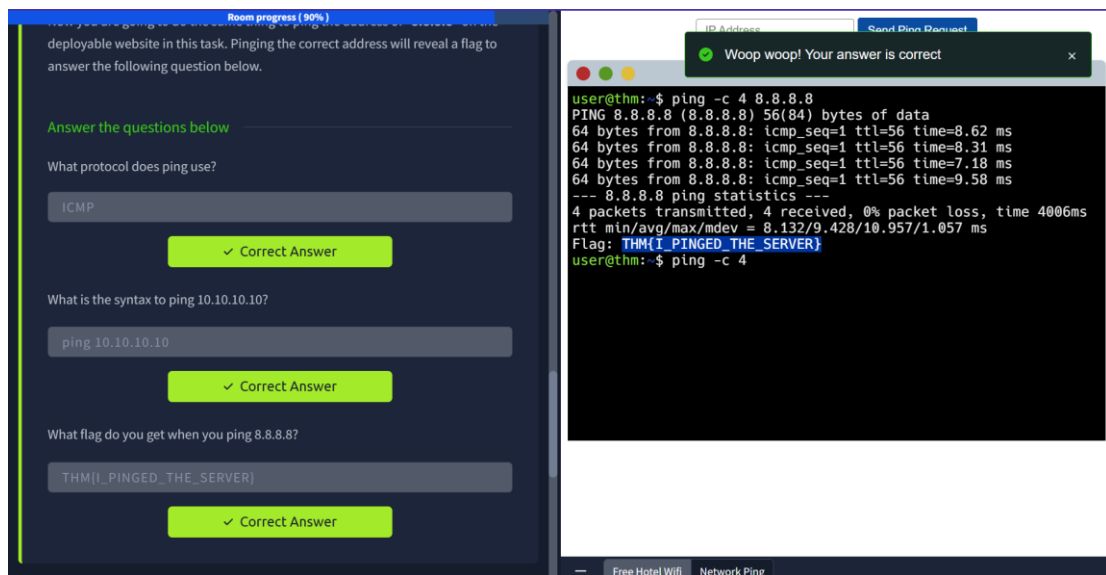 Room progress ( 90% )
deployable website in this task. Pinging the correct address will reveal a flag to
answer the following question below.
Answer the questions below
What protocol does ping use?
ICMP
✓ Correct Answer
What is the syntax to ping 10.10.10.10?
ping 10.10.10.10
✓ Correct Answer
What flag do you get when you ping 8.8.8.8?
THM{I_PINGED_THE_SERVER}
✓ Correct Answer
IP Address
Send Ping Request
Woop woop! Your answer is correct ×
user@thm:~$ ping -c 4 8.8.8.8
PING 8.8.8.8 (8.8.8.8) 56(84) bytes of data
64 bytes from 8.8.8.8: icmp_seq=1 ttl=56 time=8.62 ms
64 bytes from 8.8.8.8: icmp_seq=1 ttl=56 time=8.31 ms
64 bytes from 8.8.8.8: icmp_seq=1 ttl=56 time=7.18 ms
64 bytes from 8.8.8.8: icmp_seq=1 ttl=56 time=9.58 ms
--- 8.8.8.8 ping statistics ---
4 packets transmitted, 4 received, 0% packet loss, time 4006ms
rtt min/avg/max/mdev = 8.132/9.428/10.957/1.057 ms
Flag: THM{I_PINGED_THE_SERVER}
user@thm:~$ ping -c 4
Free Hotel Wifi
Network Ping